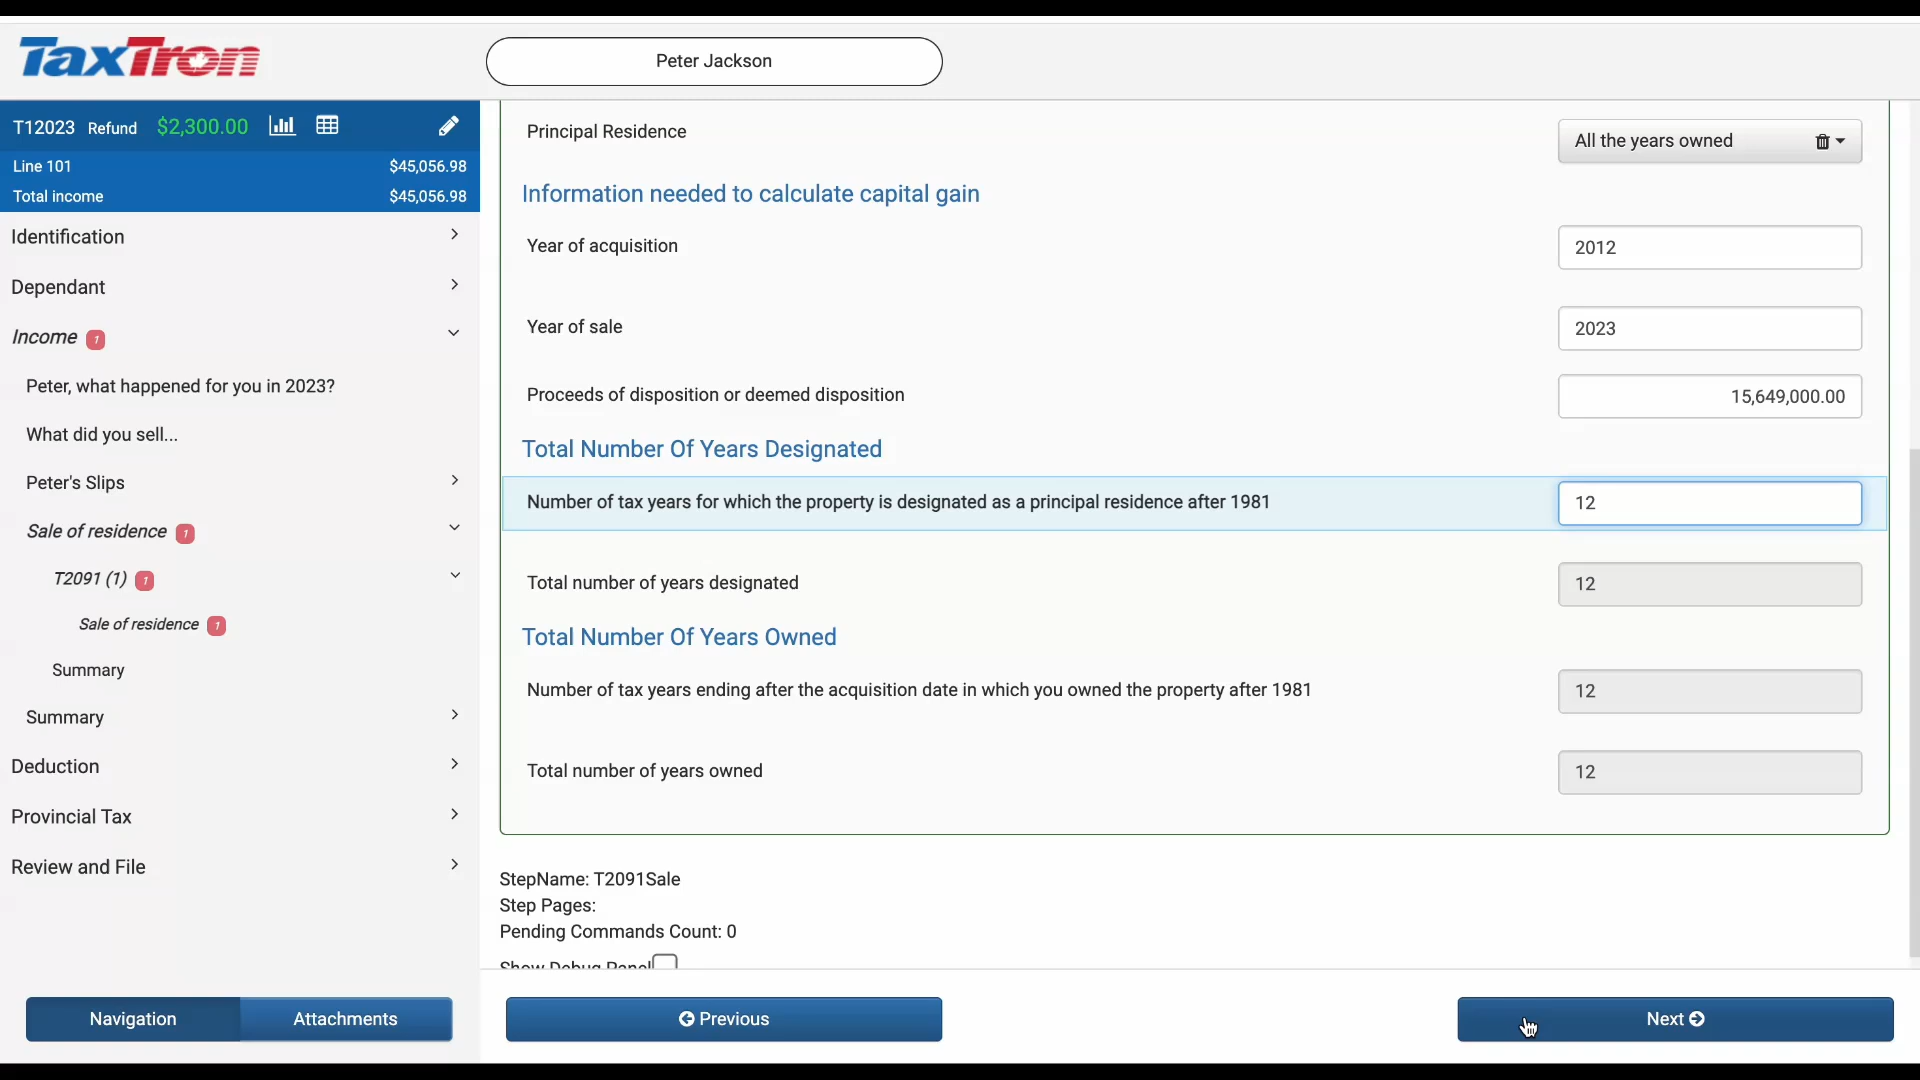 TaxTron
Peter Jackson
T12023 Refund $2,300.00
Line 101 $45,056.98
Total income $45,056.98
Identification
Dependant
Income 1
Peter, what happened for you in 2023?
What did you sell...
Peter's Slips
Sale of residence 1
T2091 (1) 1
Sale of residence 1
Summary
Summary
Deduction
Provincial Tax
Review and File
Navigation Attachments
Principal Residence All the years owned
Information needed to calculate capital gain
Year of acquisition 2012
Year of sale 2023
Proceeds of disposition or deemed disposition 15,649,000.00
Total Number Of Years Designated
Number of tax years for which the property is designated as a principal residence after 1981 12
Total number of years designated 12
Total Number Of Years Owned
Number of tax years ending after the acquisition date in which you owned the property after 1981 12
Total number of years owned 12
StepName: T2091Sale
Step Pages:
Pending Commands Count: 0
Show Debug Panel
Previous Next